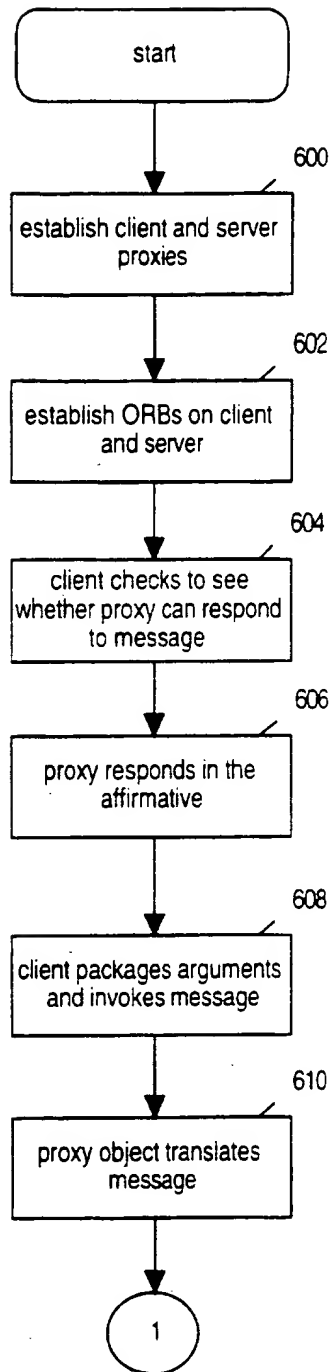 start
600
establish client and server
proxies
602
establish ORBs on client
and server
604
client checks to see
whether proxy can respond
to message
606
proxy responds in the
affirmative
608
client packages arguments
and invokes message
610
proxy object translates
message
1